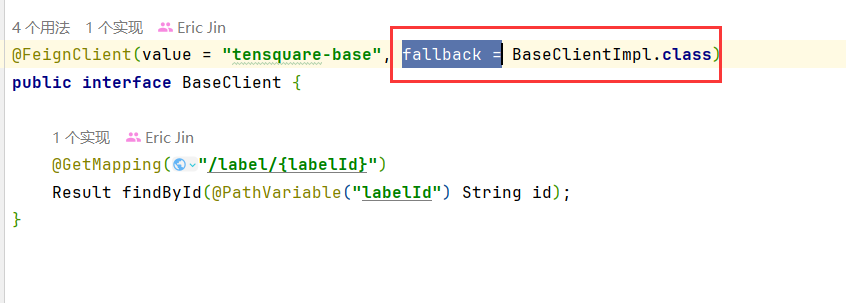 4 个用法 1 个实现 Eric Jin
@FeignClient(value = "tensquare-base", fallback = BaseClientImpl.class)
public interface BaseClient {
1 个实现 Eric Jin
@GetMapping("/label/{labelId}")
Result findById(@PathVariable("labelId") String id);
}